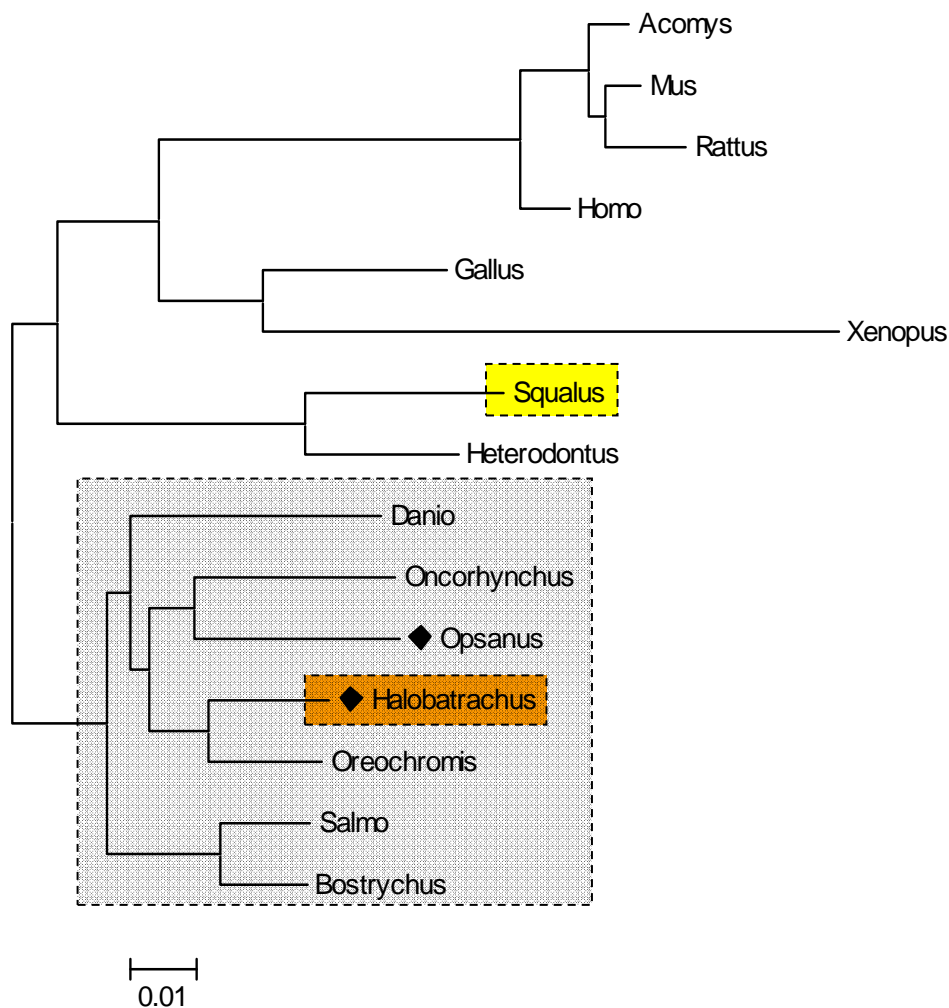 Acomys
Mus
Rattus
Homo
Gallus
Xenopus
Squalus
Heterodontus
Danio
Oncorhynchus
Opsanus
Halobatrachus
Oreochromis
Salmo
Bostrychus
0.01